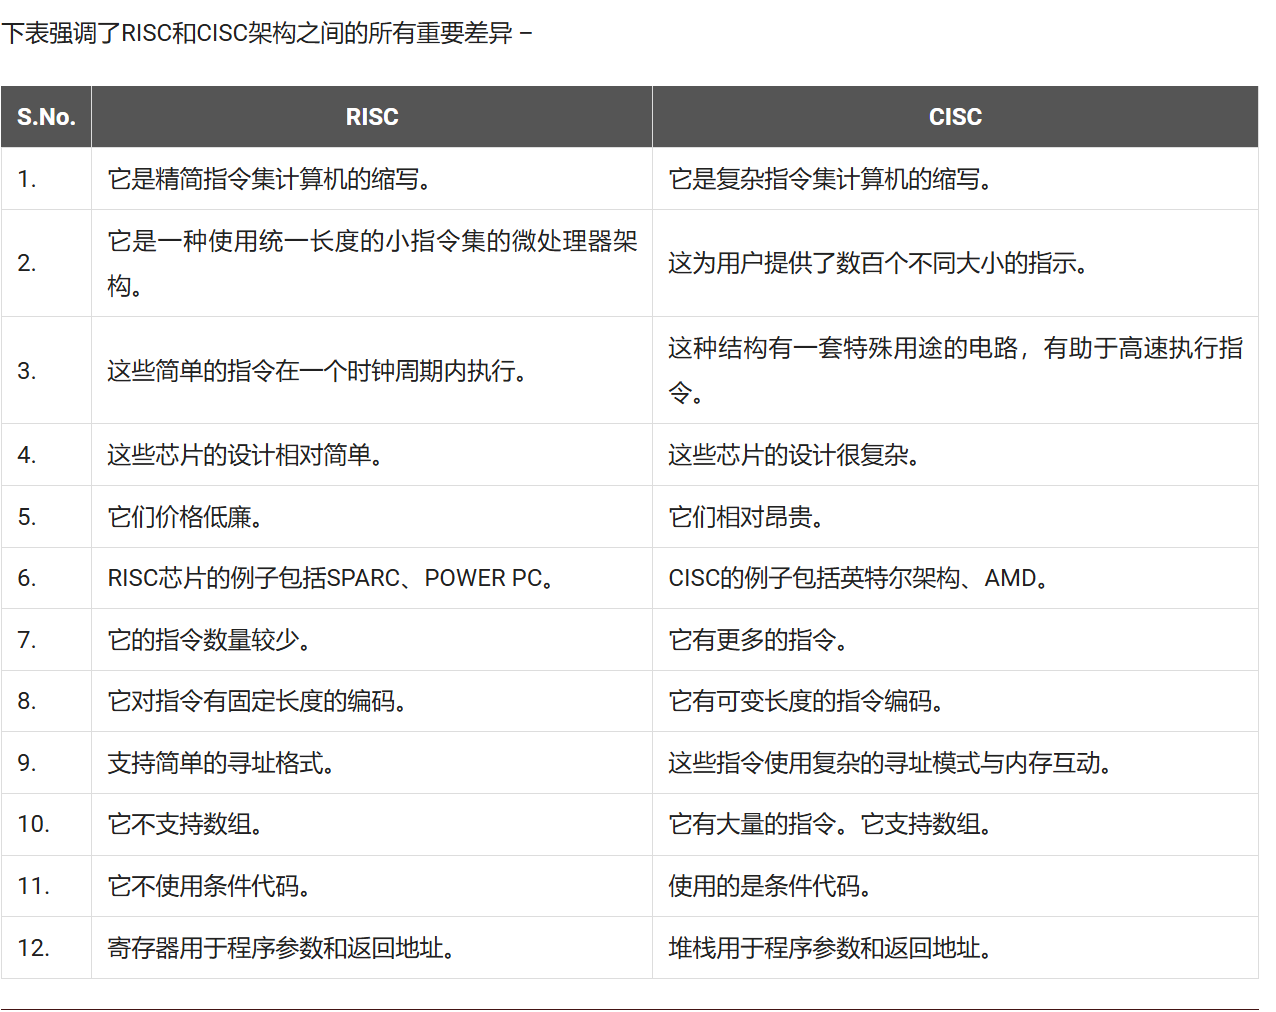 下表强调了RISC和CISC架构之间的所有重要差异 –
S.No. RISC CISC
1. 它是精简指令集计算机的缩写。 它是复杂指令集计算机的缩写。
2. 它是一种使用统一长度的小指令集的微处理器架
构。 这为用户提供了数百个不同大小的指示。
3. 这些简单的指令在一个时钟周期内执行。 这种结构有一套特殊用途的电路，有助于高速执行指
令。
4. 这些芯片的设计相对简单。 这些芯片的设计很复杂。
5. 它们价格低廉。 它们相对昂贵。
6. RISC芯片的例子包括SPARC、POWER PC。 CISC的例子包括英特尔架构、AMD。
7. 它的指令数量较少。 它有更多的指令。
8. 它对指令有固定长度的编码。 它有可变长度的指令编码。
9. 支持简单的寻址格式。 这些指令使用复杂的寻址模式与内存互动。
10. 它不支持数组。 它有大量的指令。它支持数组。
11. 它不使用条件代码。 使用的是条件代码。
12. 寄存器用于程序参数和返回地址。 堆栈用于程序参数和返回地址。